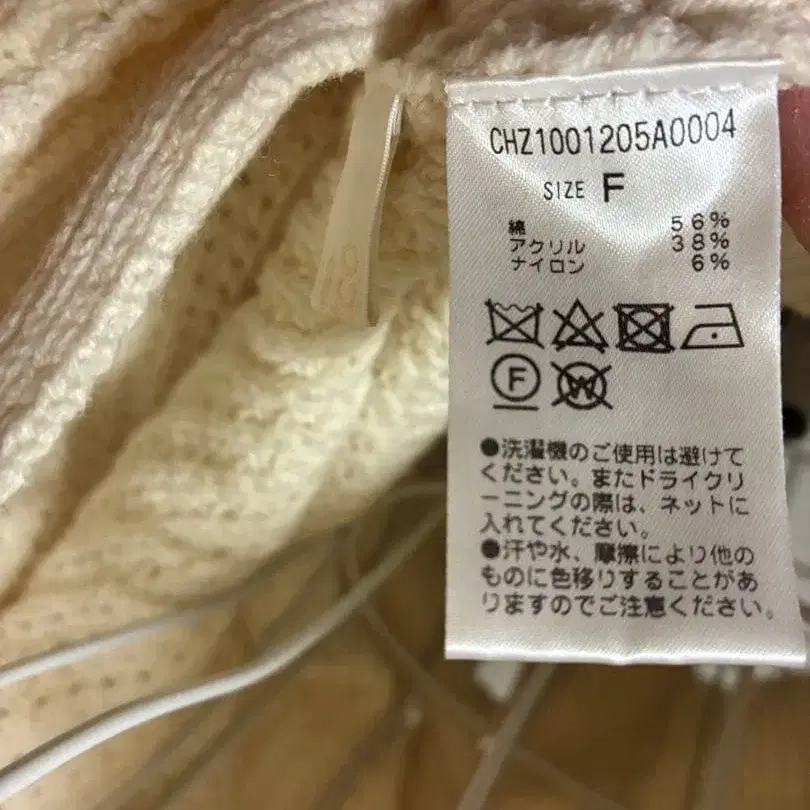 CHZ1001205A0004
SIZE F
綿 56%
アクリル 38%
ナイロン 6%
F W
●洗濯機のご使用は避けて
ください。またドライクリ
ーニングの際は、ネットに
入れてください。
●汗や水、摩擦により他の
ものに色移りすることがあ
りますのでご注意ください。